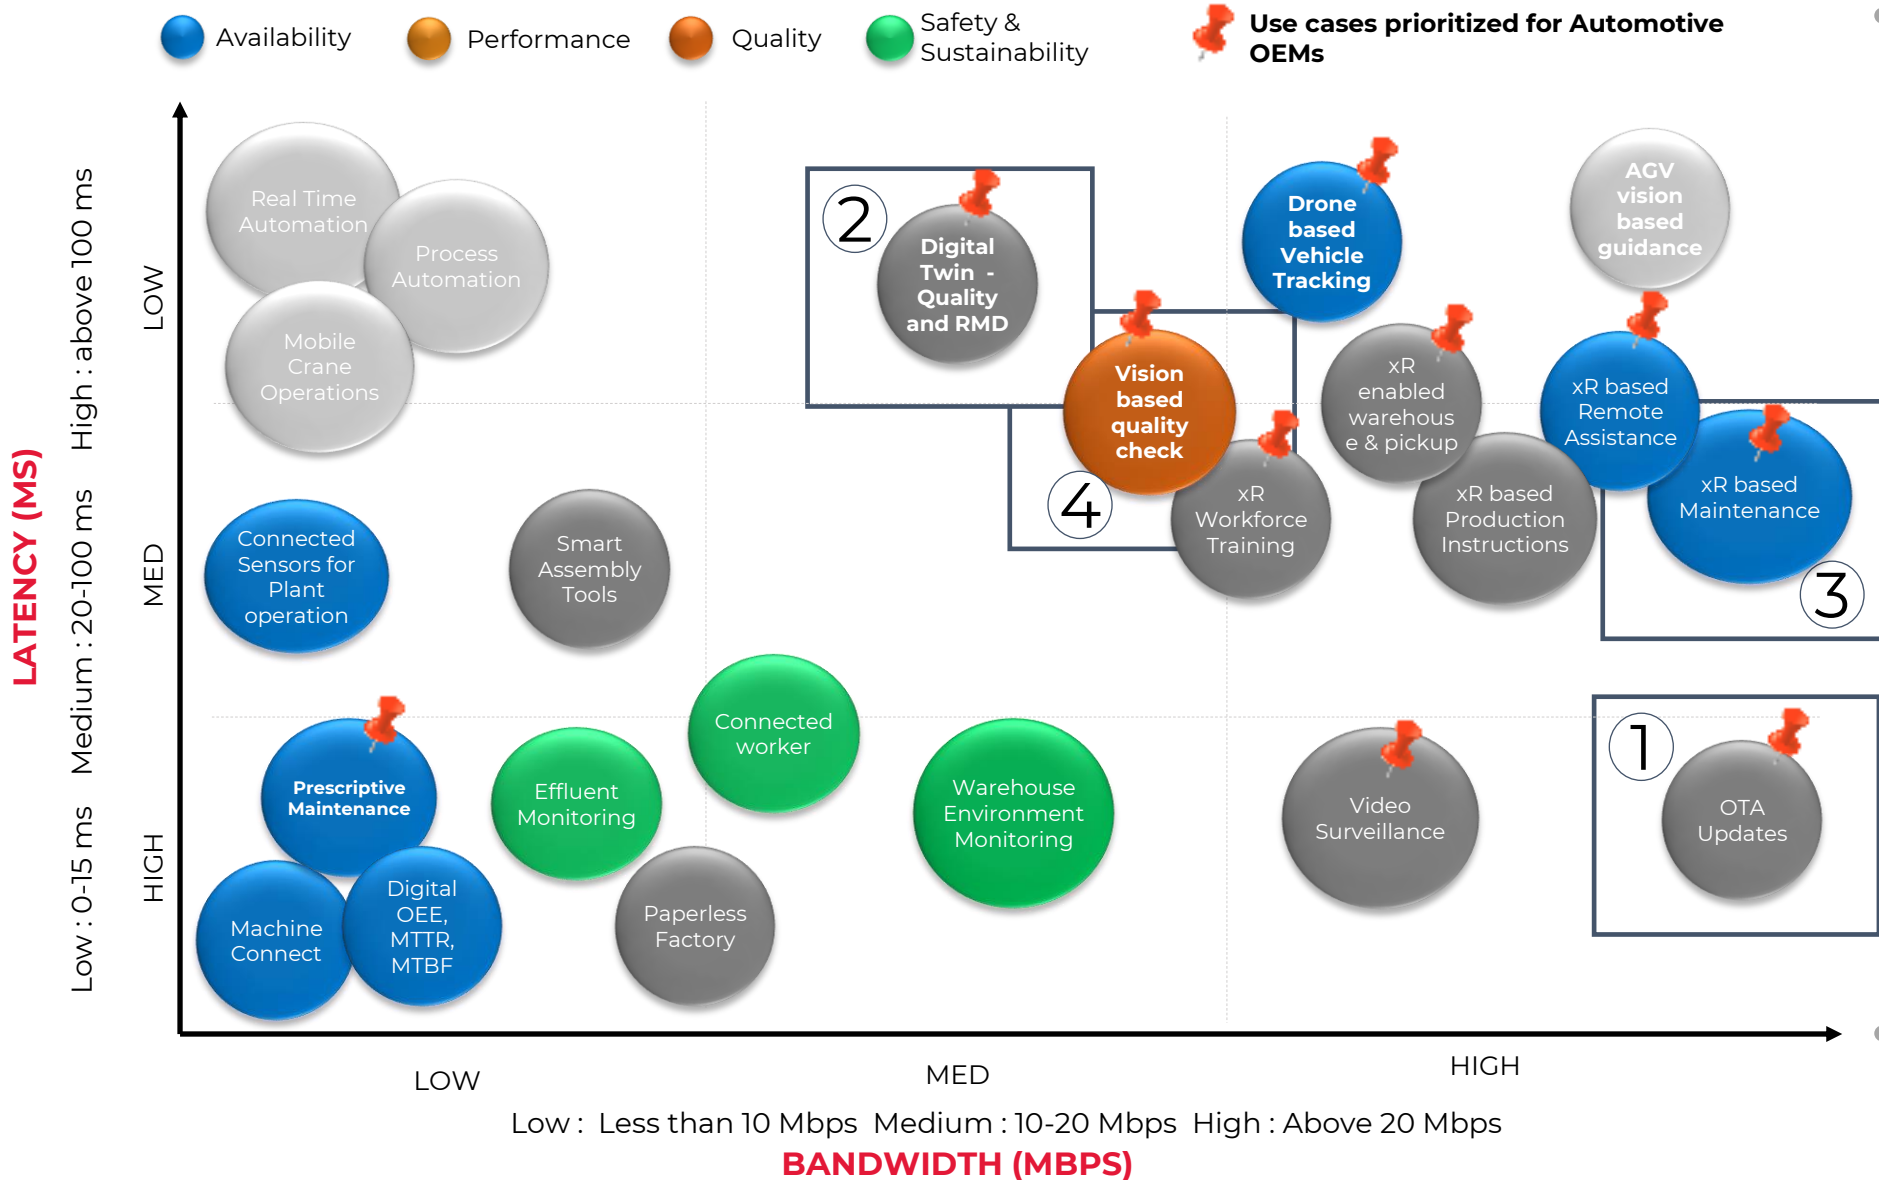 Availability
Performance
Quality
Safety &
Sustainability
Use cases prioritized for Automotive
OEMs
LATENCY (MS)
Low : 0-15 ms   Medium : 20-100 ms   High : above 100 ms
LOW
MED
HIGH
Real Time
Automation
Process
Automation
Mobile
Crane
Operations
2
Digital
Twin -
Quality
and RMD
Drone
based
Vehicle
Tracking
AGV
vision
based
guidance
Vision
based
quality
check
4
xR
Workforce
Training
xR
enabled
warehous
e & pickup
xR based
Production
Instructions
xR based
Remote
Assistance
xR based
Maintenance
3
Connected
Sensors for
Plant
operation
Smart
Assembly
Tools
Connected
worker
Prescriptive
Maintenance
Effluent
Monitoring
Warehouse
Environment
Monitoring
Video
Surveillance
1
OTA
Updates
Machine
Connect
Digital
OEE,
MTTR,
MTBF
Paperless
Factory
LOW
MED
HIGH
Low : Less than 10 Mbps  Medium : 10-20 Mbps  High : Above 20 Mbps
BANDWIDTH (MBPS)